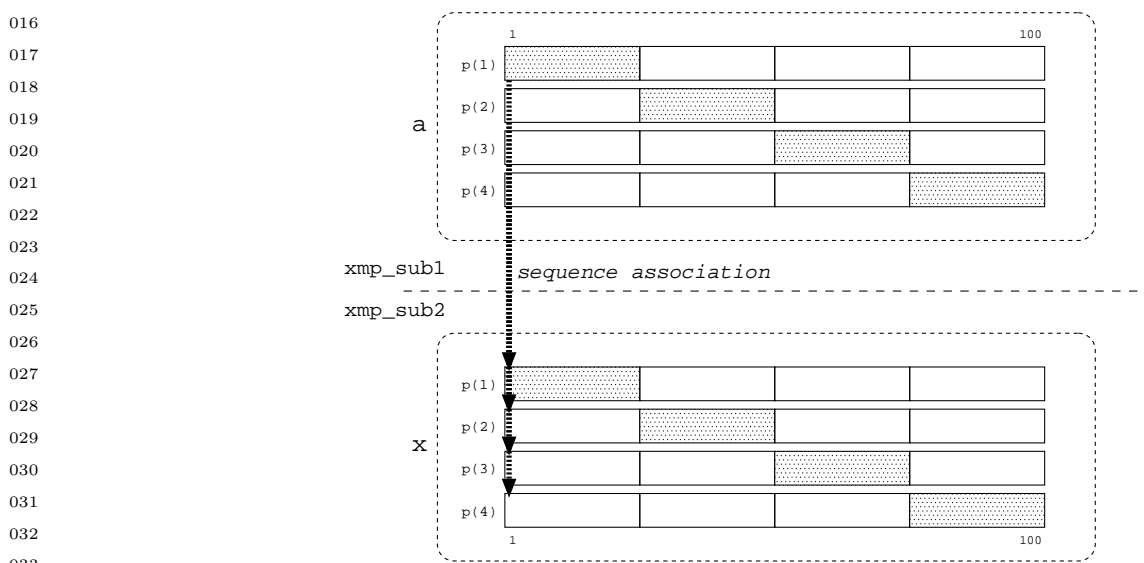 016
1 100
017
p(1)
018
p(2)
019
a
020
p(3)
021
p(4)
022
023
xmp_sub1
024
sequence association
025
xmp_sub2
026
027
p(1)
028
p(2)
029
x
030
p(3)
031
p(4)
032
1 100